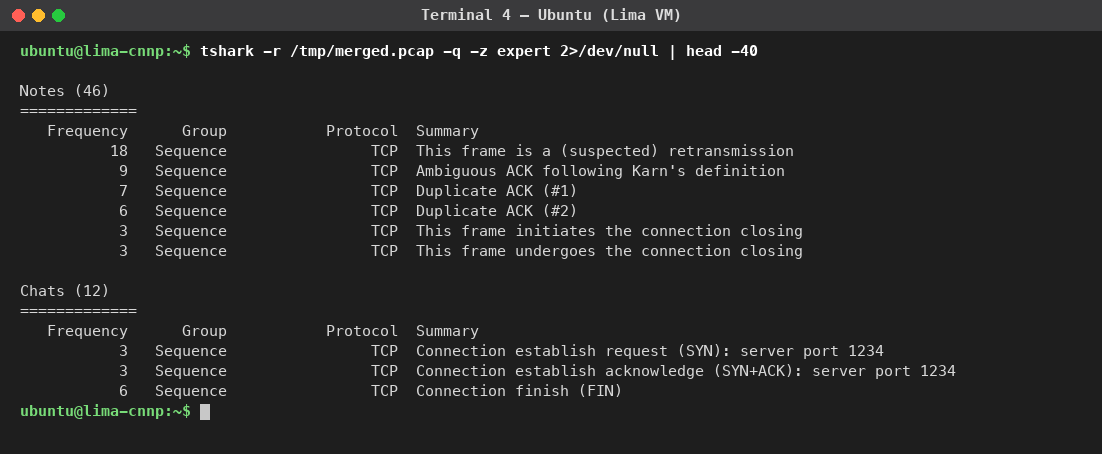 Terminal 4 — Ubuntu (Lima VM)
ubuntu@lima-cnnp:~$ tshark -r /tmp/merged.pcap -q -z expert 2>/dev/null | head -40
Notes (46)
=============
Frequency Group Protocol Summary
18 Sequence TCP This frame is a (suspected) retransmission
9 Sequence TCP Ambiguous ACK following Karn's definition
7 Sequence TCP Duplicate ACK (#1)
6 Sequence TCP Duplicate ACK (#2)
3 Sequence TCP This frame initiates the connection closing
3 Sequence TCP This frame undergoes the connection closing
Chats (12)
=============
Frequency Group Protocol Summary
3 Sequence TCP Connection establish request (SYN): server port 1234
3 Sequence TCP Connection establish acknowledge (SYN+ACK): server port 1234
6 Sequence TCP Connection finish (FIN)
ubuntu@lima-cnnp:~$